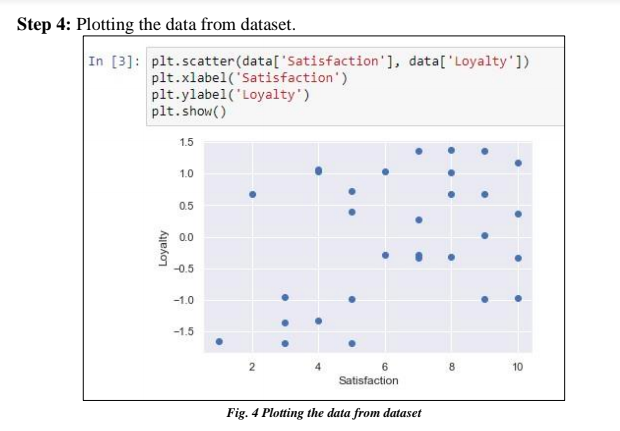 Step 4: Plotting the data from dataset.
In [3]: plt.scatter(data['Satisfaction'], data['Loyalty'])
plt.xlabel('Satisfaction')
plt.ylabel('Loyalty')
plt.show()
1.5
1.0
0.5
0.0
−0.5
−1.0
−1.5
Loyalty
2 4 6 8 10
Satisfaction
Fig. 4 Plotting the data from dataset